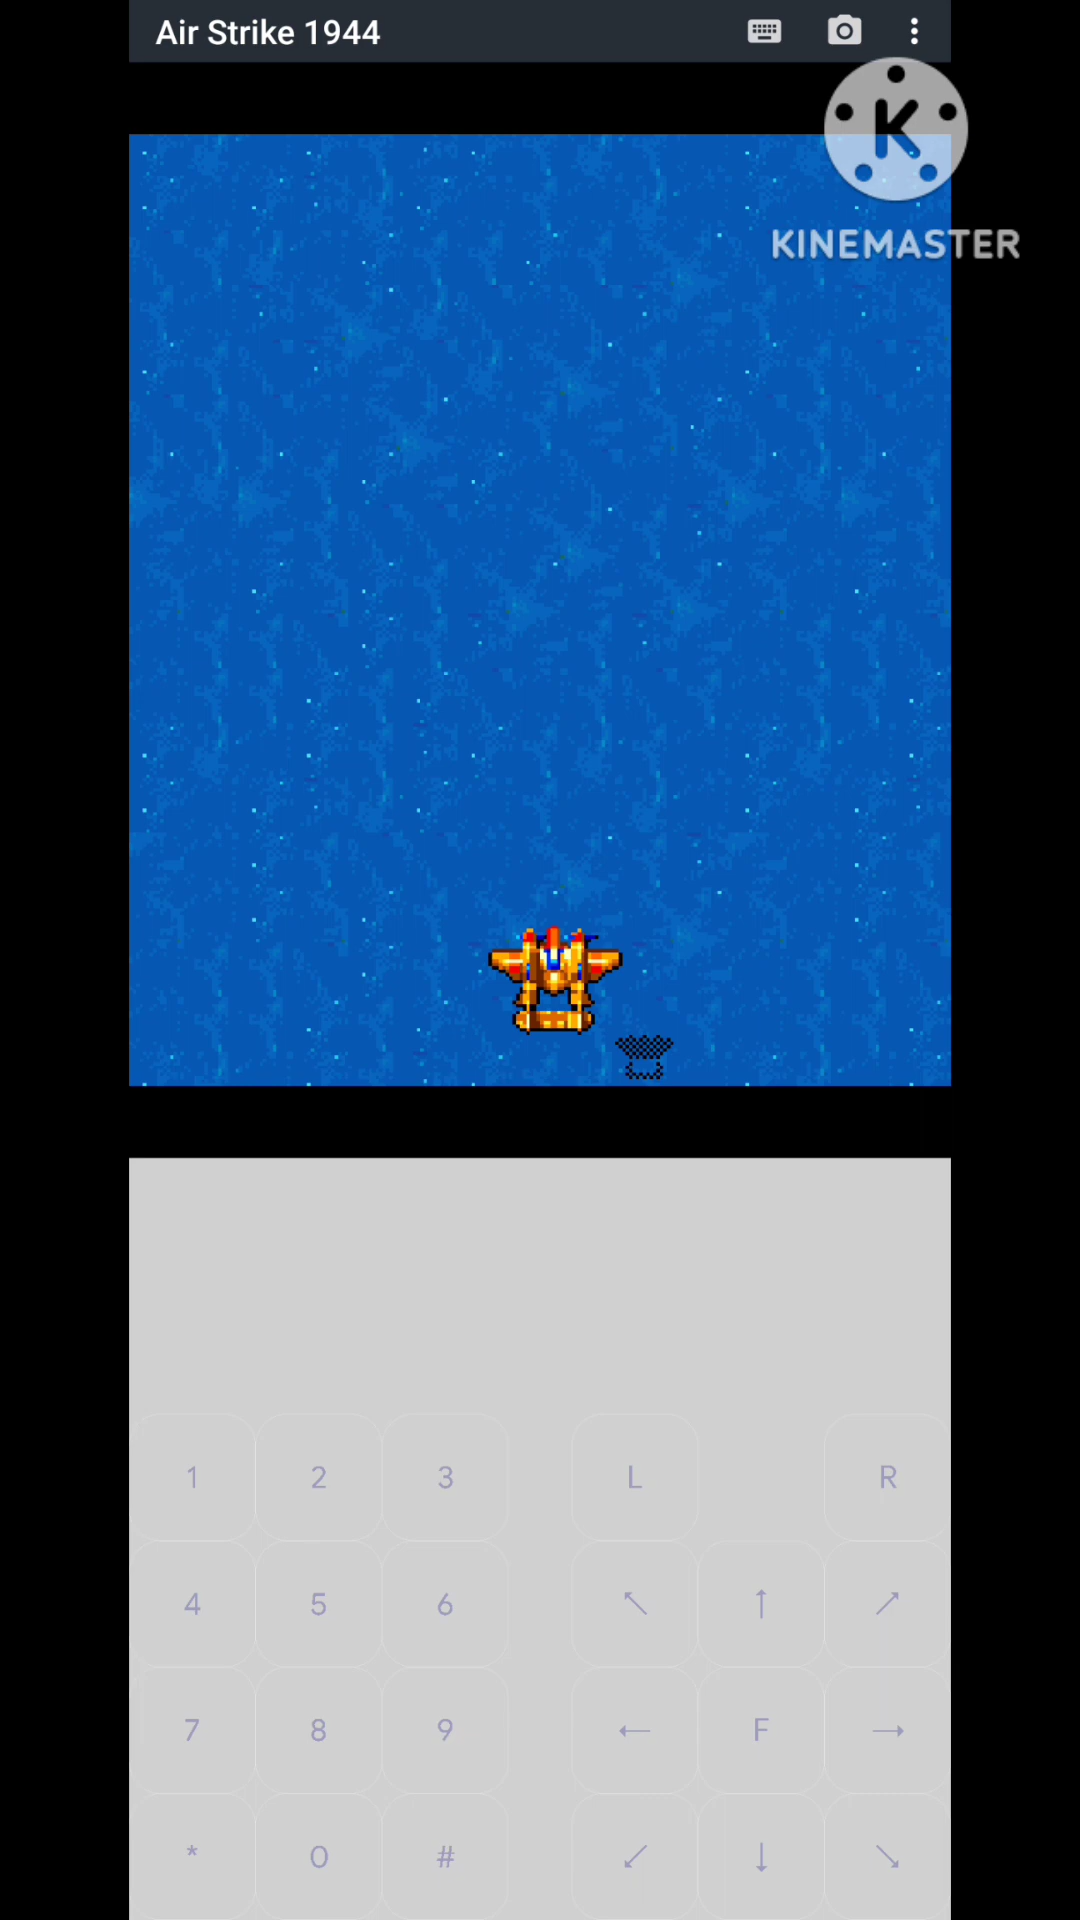 Air Strike 1944
K
KINEMASTER
1 2 3 L R
4 5 6 ↖ ↑ ↗
7 8 9 ← F →
* 0 # ↙ ↓ ↘